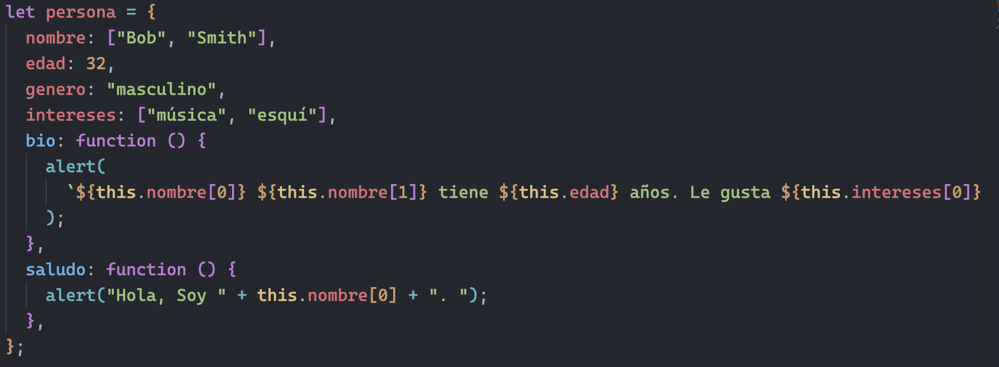 let persona = {
  nombre: ["Bob", "Smith"],
  edad: 32,
  genero: "masculino",
  intereses: ["música", "esquí"],
  bio: function () {
    alert(
      `${this.nombre[0]} ${this.nombre[1]} tiene ${this.edad} años. Le gusta ${this.intereses[0]}
    );
  },
  saludo: function () {
    alert("Hola, Soy " + this.nombre[0] + ". ");
  },
};